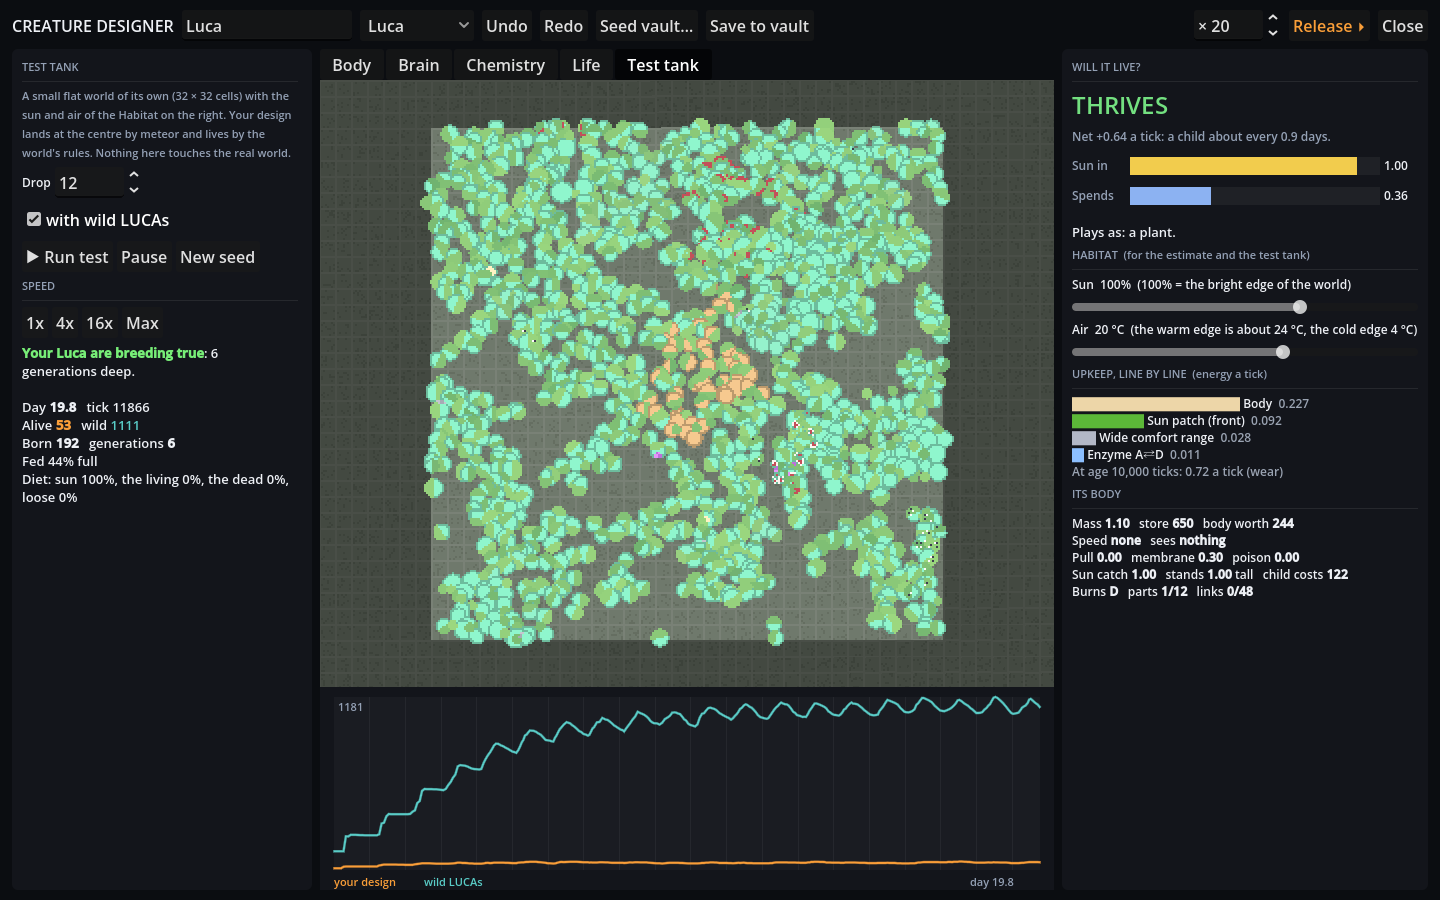 CREATURE DESIGNER Luca Luca Undo Redo Seed vault... Save to vault × 20 Release Close
TEST TANK
A small flat world of its own (32 × 32 cells) with the
sun and air of the Habitat on the right. Your design
lands at the centre by meteor and lives by the
world's rules. Nothing here touches the real world.
Drop 12
with wild LUCAs
Run test Pause New seed
SPEED
1x 4x 16x Max
Your Luca are breeding true: 6
generations deep.
Day 19.8 tick 11866
Alive 53 wild 1111
Born 192 generations 6
Fed 44% full
Diet: sun 100%, the living 0%, the dead 0%,
loose 0%
Body Brain Chemistry Life Test tank
1181
your design wild LUCAs day 19.8
WILL IT LIVE?
THRIVES
Net +0.64 a tick: a child about every 0.9 days.
Sun in 1.00
Spends 0.36
Plays as: a plant.
HABITAT (for the estimate and the test tank)
Sun 100% (100% = the bright edge of the world)
Air 20 °C (the warm edge is about 24 °C, the cold edge 4 °C)
UPKEEP, LINE BY LINE (energy a tick)
Body 0.227
Sun patch (front) 0.092
Wide comfort range 0.028
Enzyme A⇌D 0.011
At age 10,000 ticks: 0.72 a tick (wear)
ITS BODY
Mass 1.10 store 650 body worth 244
Speed none sees nothing
Pull 0.00 membrane 0.30 poison 0.00
Sun catch 1.00 stands 1.00 tall child costs 122
Burns D parts 1/12 links 0/48